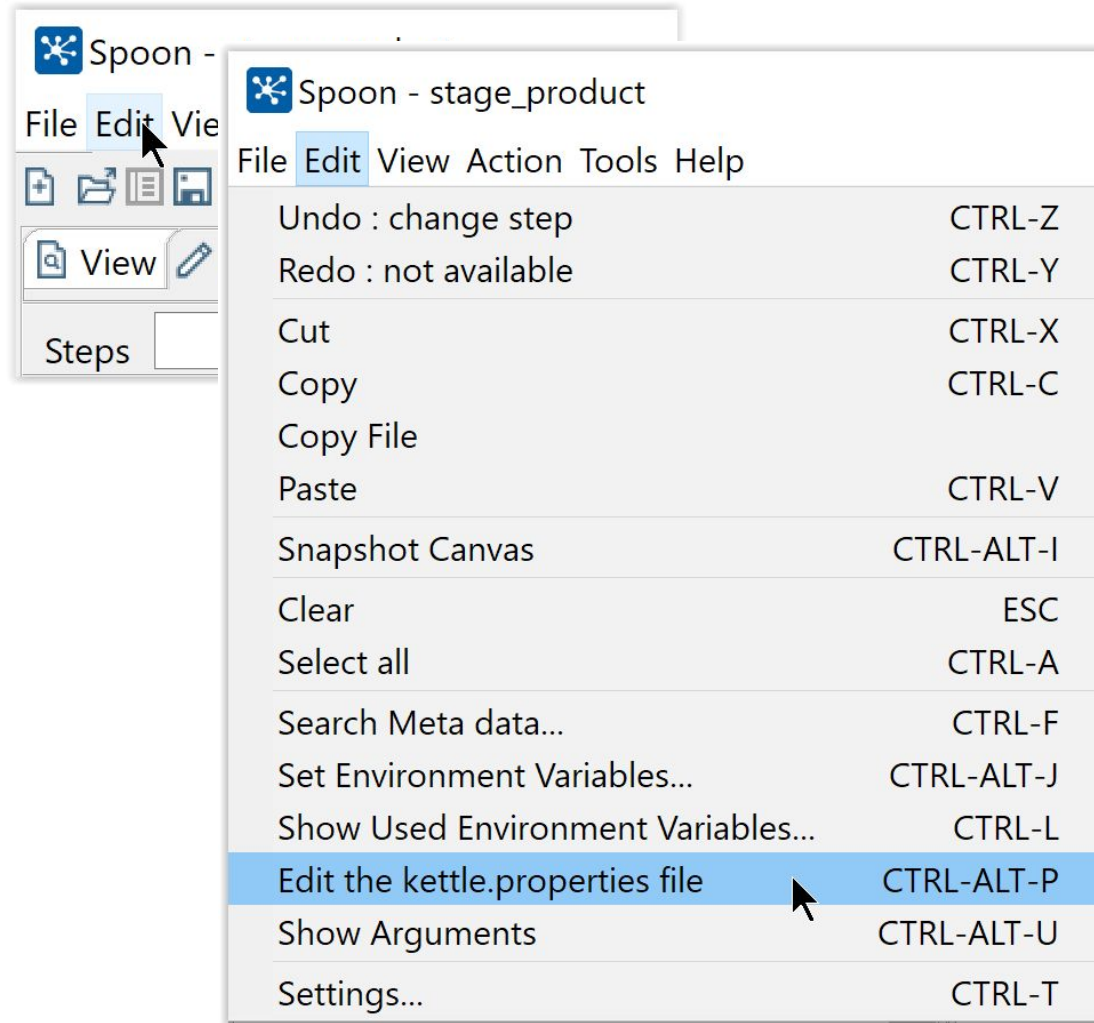 Spoon -
File Edit Vie
View
Steps
Spoon - stage_product
File Edit View Action Tools Help
Undo : change step CTRL-Z
Redo : not available CTRL-Y
Cut CTRL-X
Copy CTRL-C
Copy File
Paste CTRL-V
Snapshot Canvas CTRL-ALT-I
Clear ESC
Select all CTRL-A
Search Meta data... CTRL-F
Set Environment Variables... CTRL-ALT-J
Show Used Environment Variables... CTRL-L
Edit the kettle.properties file CTRL-ALT-P
Show Arguments CTRL-ALT-U
Settings... CTRL-T